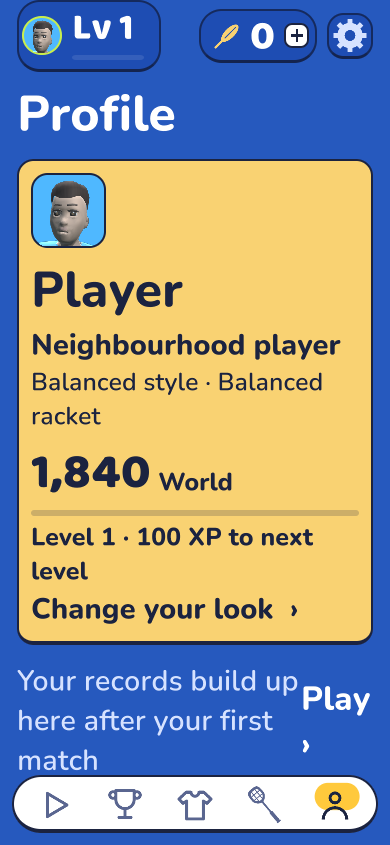 Lv 1
0
Profile
Player
Neighbourhood player
Balanced style · Balanced
racket
1,840 World
Level 1 · 100 XP to next
level
Change your look ›
Your records build up
here after your first
match
Play
›